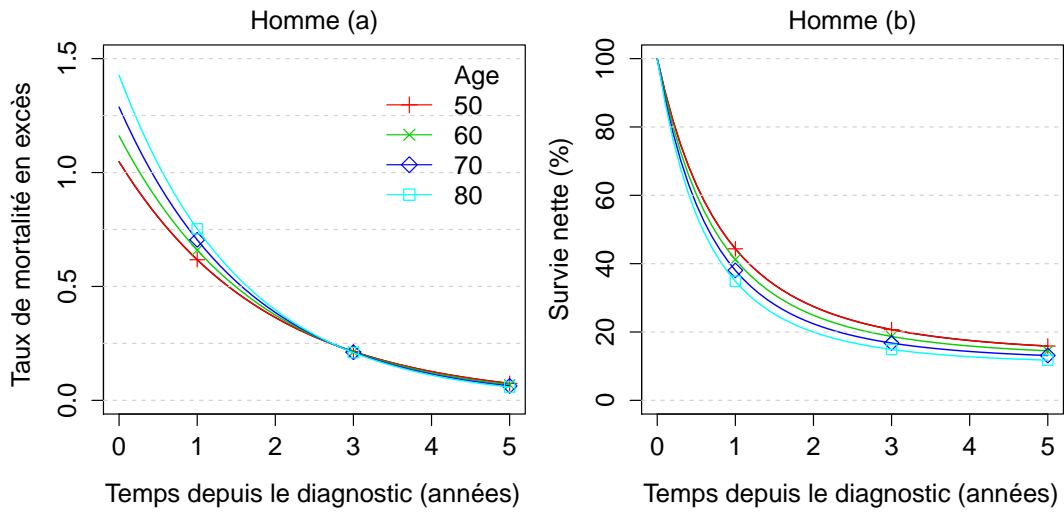 Homme (a)
Taux de mortalité en excès
1.5
1.0
0.5
0.0
Age
50
60
70
80
0 1 2 3 4 5
Temps depuis le diagnostic (années)
Homme (b)
Survie nette (%)
100
80
60
40
20
0
0 1 2 3 4 5
Temps depuis le diagnostic (années)